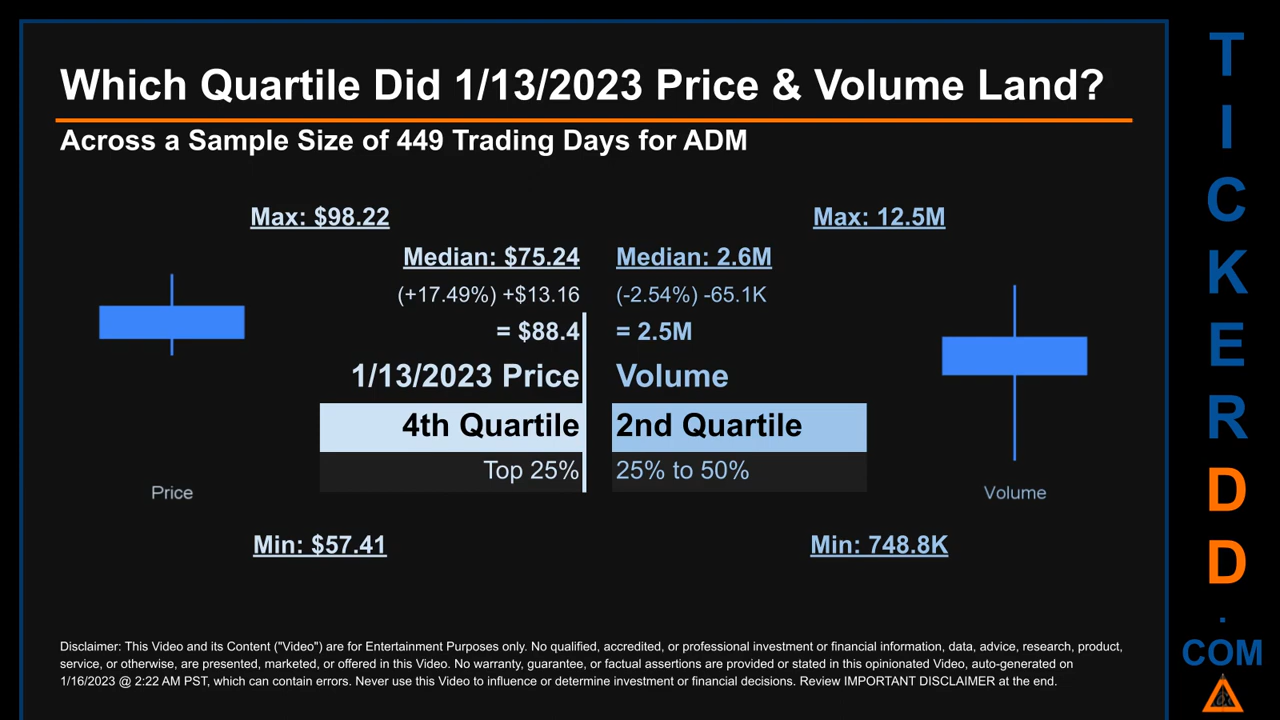 Which Quartile Did 1/13/2023 Price & Volume Land?
Across a Sample Size of 449 Trading Days for ADM
Max: $98.22
Max: 12.5M
Median: $75.24
Median: 2.6M
(+17.49%) +$13.16
(-2.54%) -65.1K
= $88.4
= 2.5M
1/13/2023 Price
Volume
4th Quartile
2nd Quartile
Top 25%
25% to 50%
Price
Volume
Min: $57.41
Min: 748.8K
Disclaimer: This Video and its Content ("Video") are for Entertainment Purposes only. No qualified, accredited, or professional investment or financial information, data, advice, research, product,
service, or otherwise, are presented, marketed, or offered in this Video. No warranty, guarantee, or factual assertions are provided or stated in this opinionated Video, auto-generated on
1/16/2023 @ 2:22 AM PST, which can contain errors. Never use this Video to influence or determine investment or financial decisions. Review IMPORTANT DISCLAIMER at the end.
T
I
C
K
E
R
D
D
.
COM